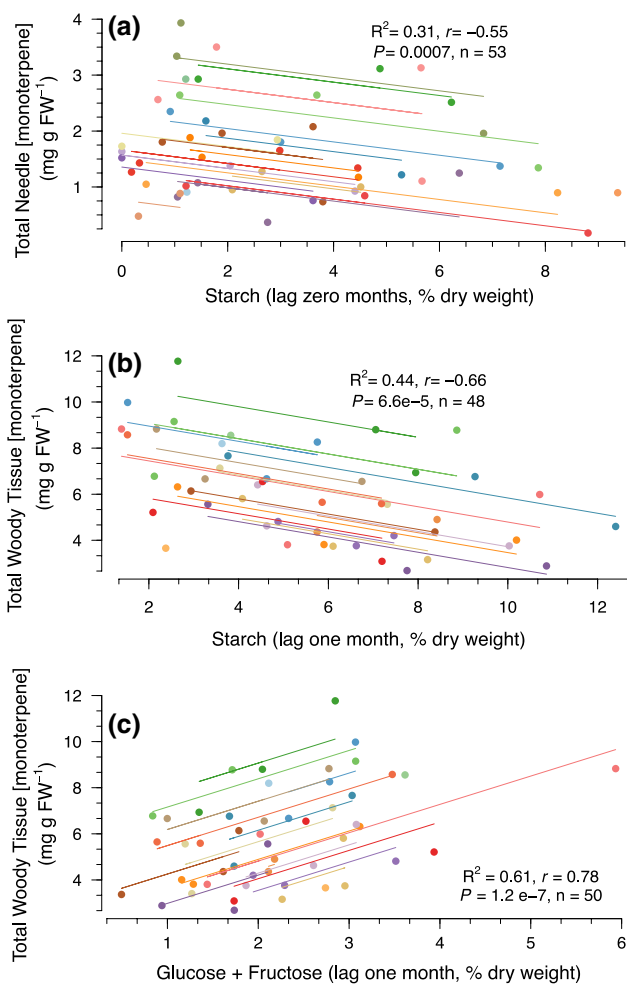 (a)
R²= 0.31, r= −0.55
P= 0.0007, n = 53
Total Needle [monoterpene]
(mg g FW⁻¹)
4
3
2
1
0 2 4 6 8
Starch (lag zero months, % dry weight)
(b)
R²= 0.44, r= −0.66
P= 6.6e−5, n = 48
Total Woody Tissue [monoterpene]
(mg g FW⁻¹)
12
10
8
6
4
2 4 6 8 10 12
Starch (lag one month, % dry weight)
(c)
Total Woody Tissue [monoterpene]
(mg g FW⁻¹)
12
10
8
6
4
R²= 0.61, r = 0.78
P = 1.2 e−7, n = 50
1 2 3 4 5 6
Glucose + Fructose (lag one month, % dry weight)